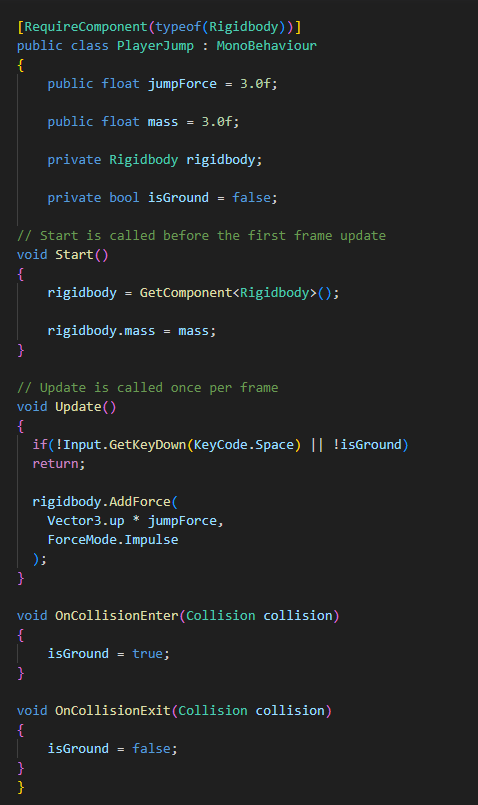 [RequireComponent(typeof(Rigidbody))]
public class PlayerJump : MonoBehaviour
{
    public float jumpForce = 3.0f;

    public float mass = 3.0f;

    private Rigidbody rigidbody;

    private bool isGround = false;

// Start is called before the first frame update
void Start()
{
    rigidbody = GetComponent<Rigidbody>();

    rigidbody.mass = mass;
}

// Update is called once per frame
void Update()
{
  if(!Input.GetKeyDown(KeyCode.Space) || !isGround)
  return;

  rigidbody.AddForce(
    Vector3.up * jumpForce,
    ForceMode.Impulse
  );
}

void OnCollisionEnter(Collision collision)
{
    isGround = true;
}

void OnCollisionExit(Collision collision)
{
    isGround = false;
}
}